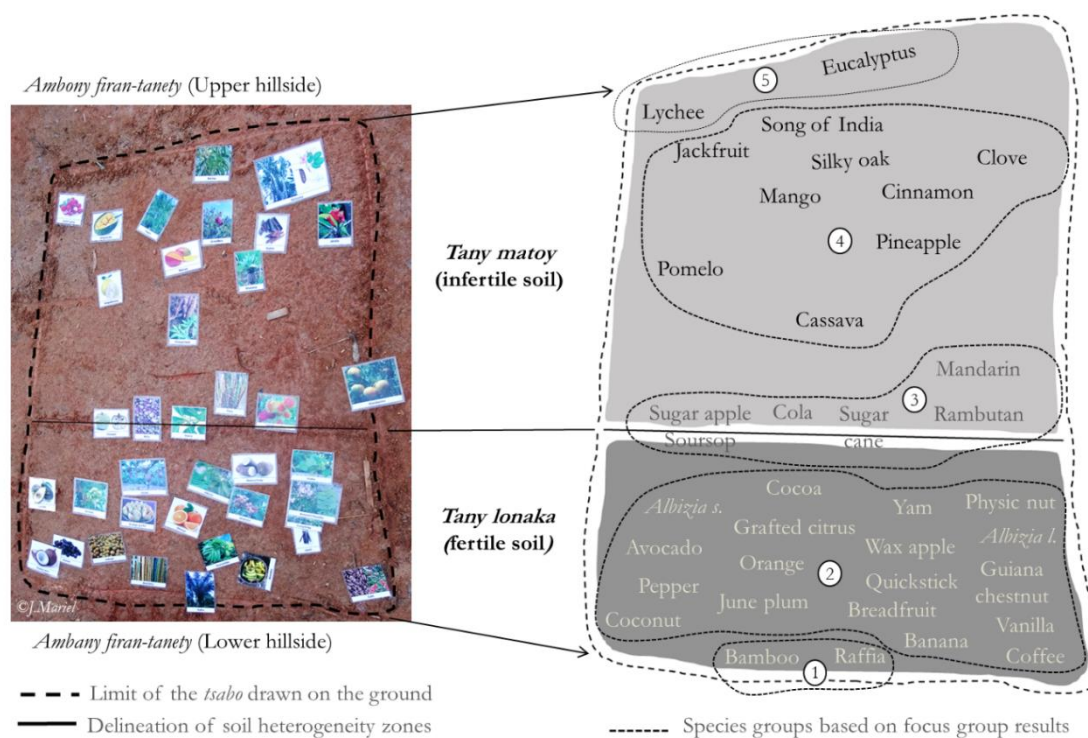 Ambony firan-tanety (Upper hillside)
Tany matoy
(infertile soil)
Tany lonaka
(fertile soil)
©J.Mariel
Ambany firan-tanety (Lower hillside)
Limit of the tsabo drawn on the ground
Delineation of soil heterogeneity zones
5
Eucalyptus
Lychee
Song of India
Jackfruit
Silky oak
Clove
Mango
Cinnamon
4
Pineapple
Pomelo
Cassava
Mandarin
3
Sugar apple
Cola
Sugar
cane
Rambutan
Soursop
Cocoa
Albizia s.
Yam
Physic nut
Grafted citrus
Albizia l.
Avocado
Wax apple
Orange
2
Guiana
chestnut
Pepper
Quickstick
June plum
Breadfruit
Coconut
Vanilla
Banana
Coffee
Bamboo
Raffia
1
Species groups based on focus group results